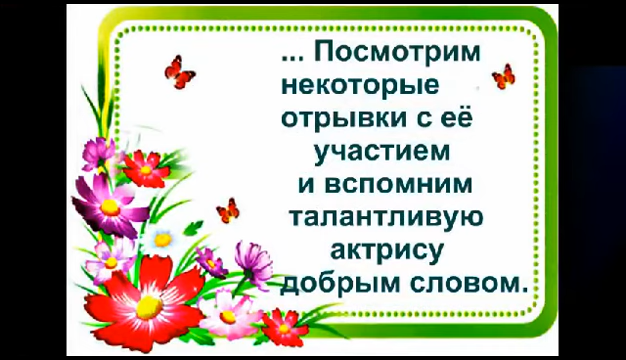 ... Посмотрим
некоторые
отрывки с её
участием
и вспомним
талантливую
актрису
добрым словом.